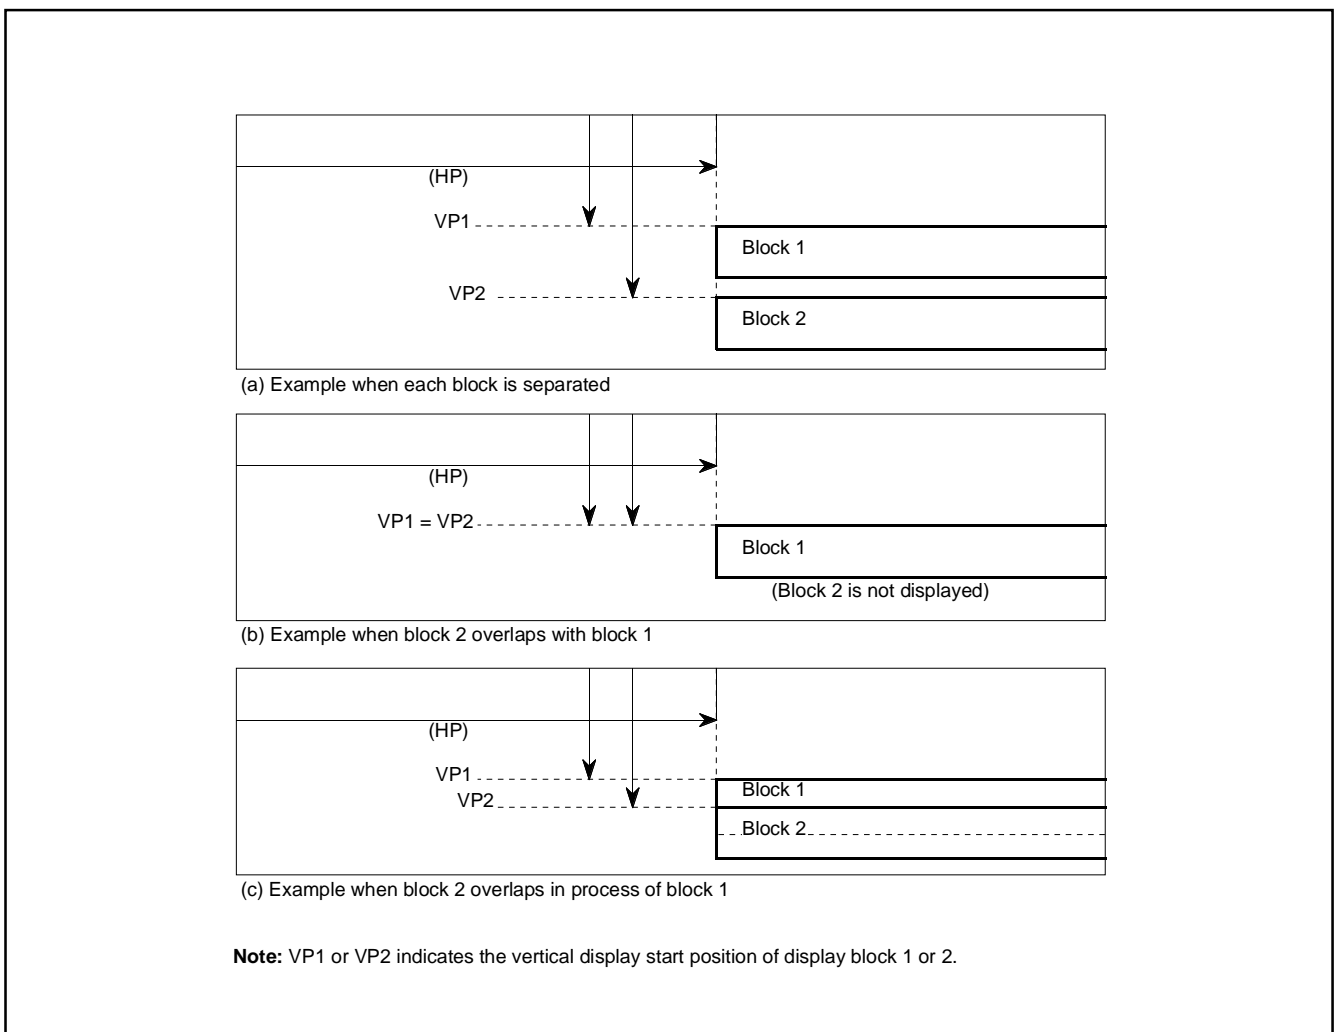 (HP)
VP1
Block 1
VP2
Block 2
(a) Example when each block is separated
(HP)
VP1 = VP2
Block 1
(Block 2 is not displayed)
(b) Example when block 2 overlaps with block 1
(HP)
VP1
Block 1
VP2
Block 2
(c) Example when block 2 overlaps in process of block 1
Note: VP1 or VP2 indicates the vertical display start position of display block 1 or 2.